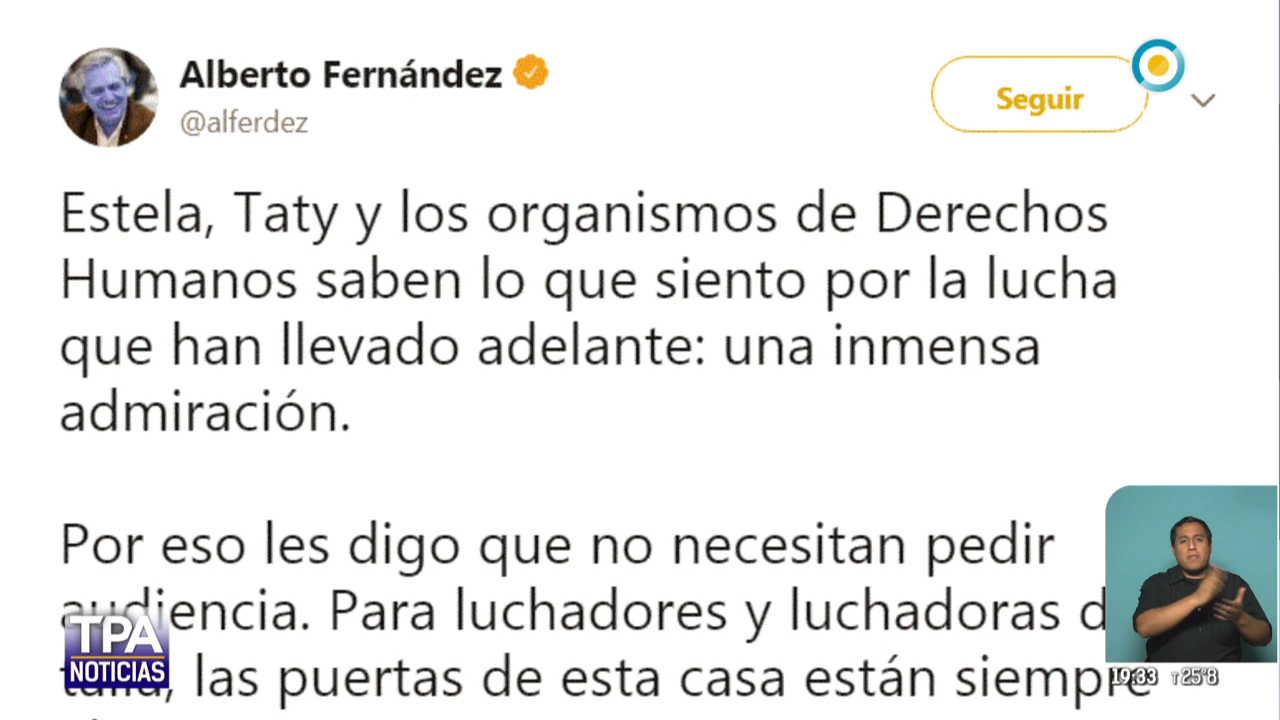 Alberto Fernández
@alferdez
Seguir
Estela, Taty y los organismos de Derechos
Humanos saben lo que siento por la lucha
que han llevado adelante: una inmensa
admiración.
Por eso les digo que no necesitan pedir
audiencia. Para luchadores y luchadoras
las puertas de esta casa están siempre
TPA
NOTICIAS
19:33 T 25°8